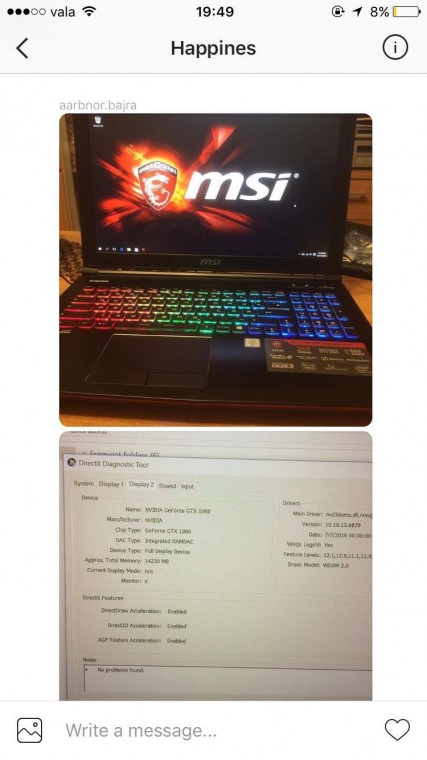 vala 19:49 8%
Happines
aarbnor.bajra
msi
msi
DirectX Diagnostic Tool
System Display 1 Display 2 Sound Input
Device
Name: NVIDIA GeForce GTX 1060
Manufacturer: NVIDIA
Chip Type: GeForce GTX 1060
DAC Type: Integrated RAMDAC
Device Type: Full Display Device
Approx. Total Memory: 14230 MB
Current Display Mode: n/a
Drivers
Version: 10.18.13.6879
Date: 7/7/2016 00:00:00
WHQL Logo'd: Yes
Driver Model: WDDM 2.0
DirectX Features
DirectDraw Acceleration: Enabled
Direct3D Acceleration: Enabled
AGP Texture Acceleration: Enabled
Notes
No problems found.
Write a message...